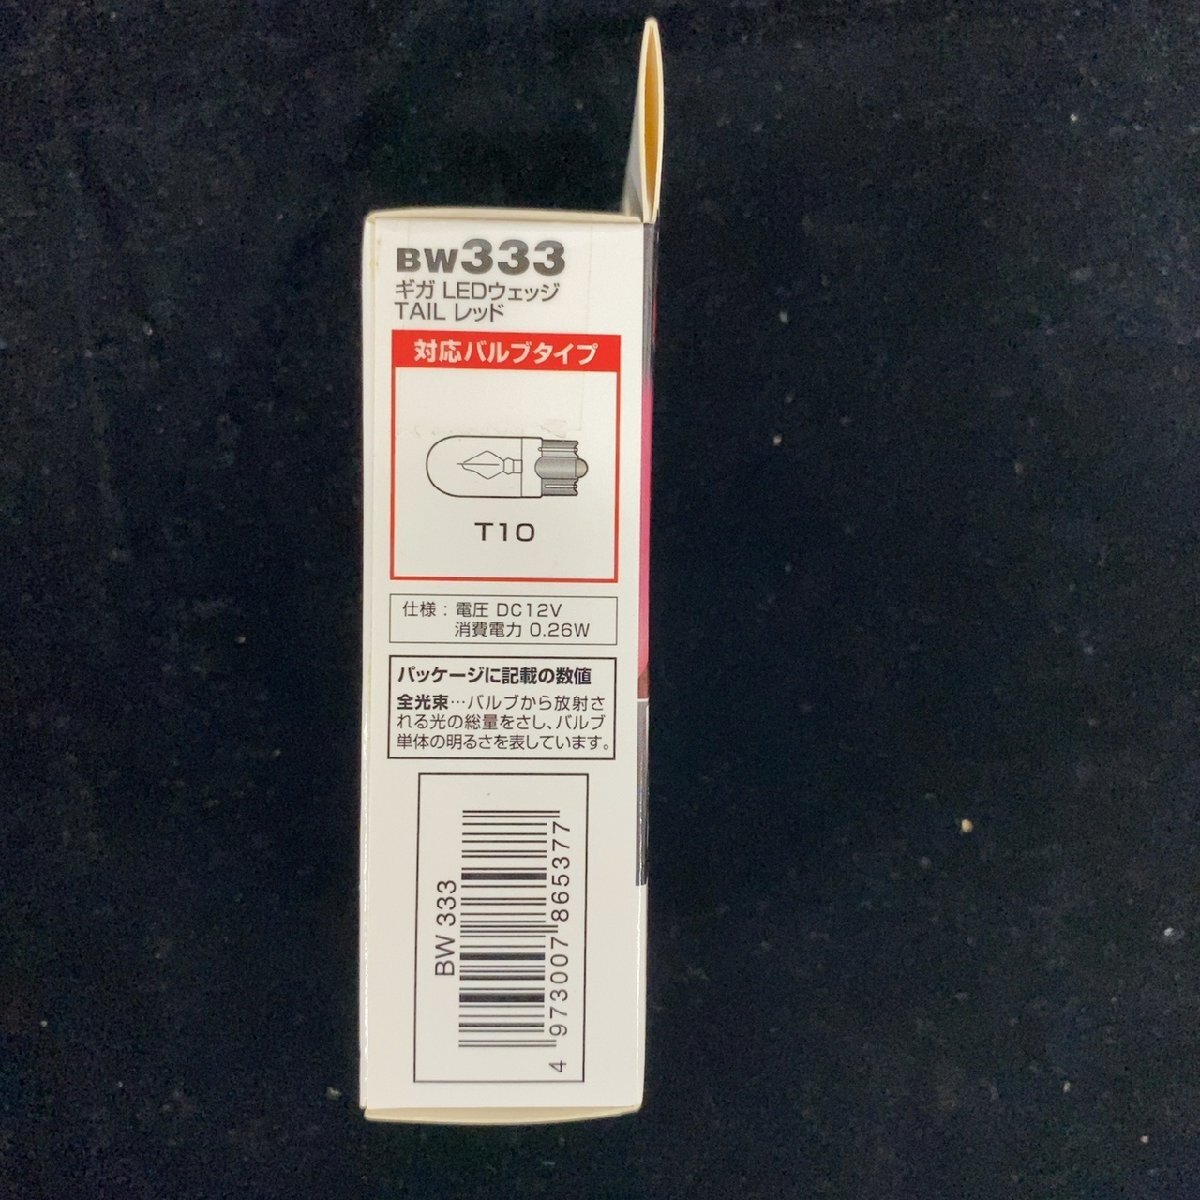 BW333
ギガ LEDウェッジ
TAIL レッド
対応バルブタイプ
T10
仕様：電圧 DC12V
消費電力 0.26W
パッケージに記載の数値
全光束…バルブから放射さ
れる光の総量をさし、バルブ
単体の明るさを表しています。
BW 333
4 973007 865377